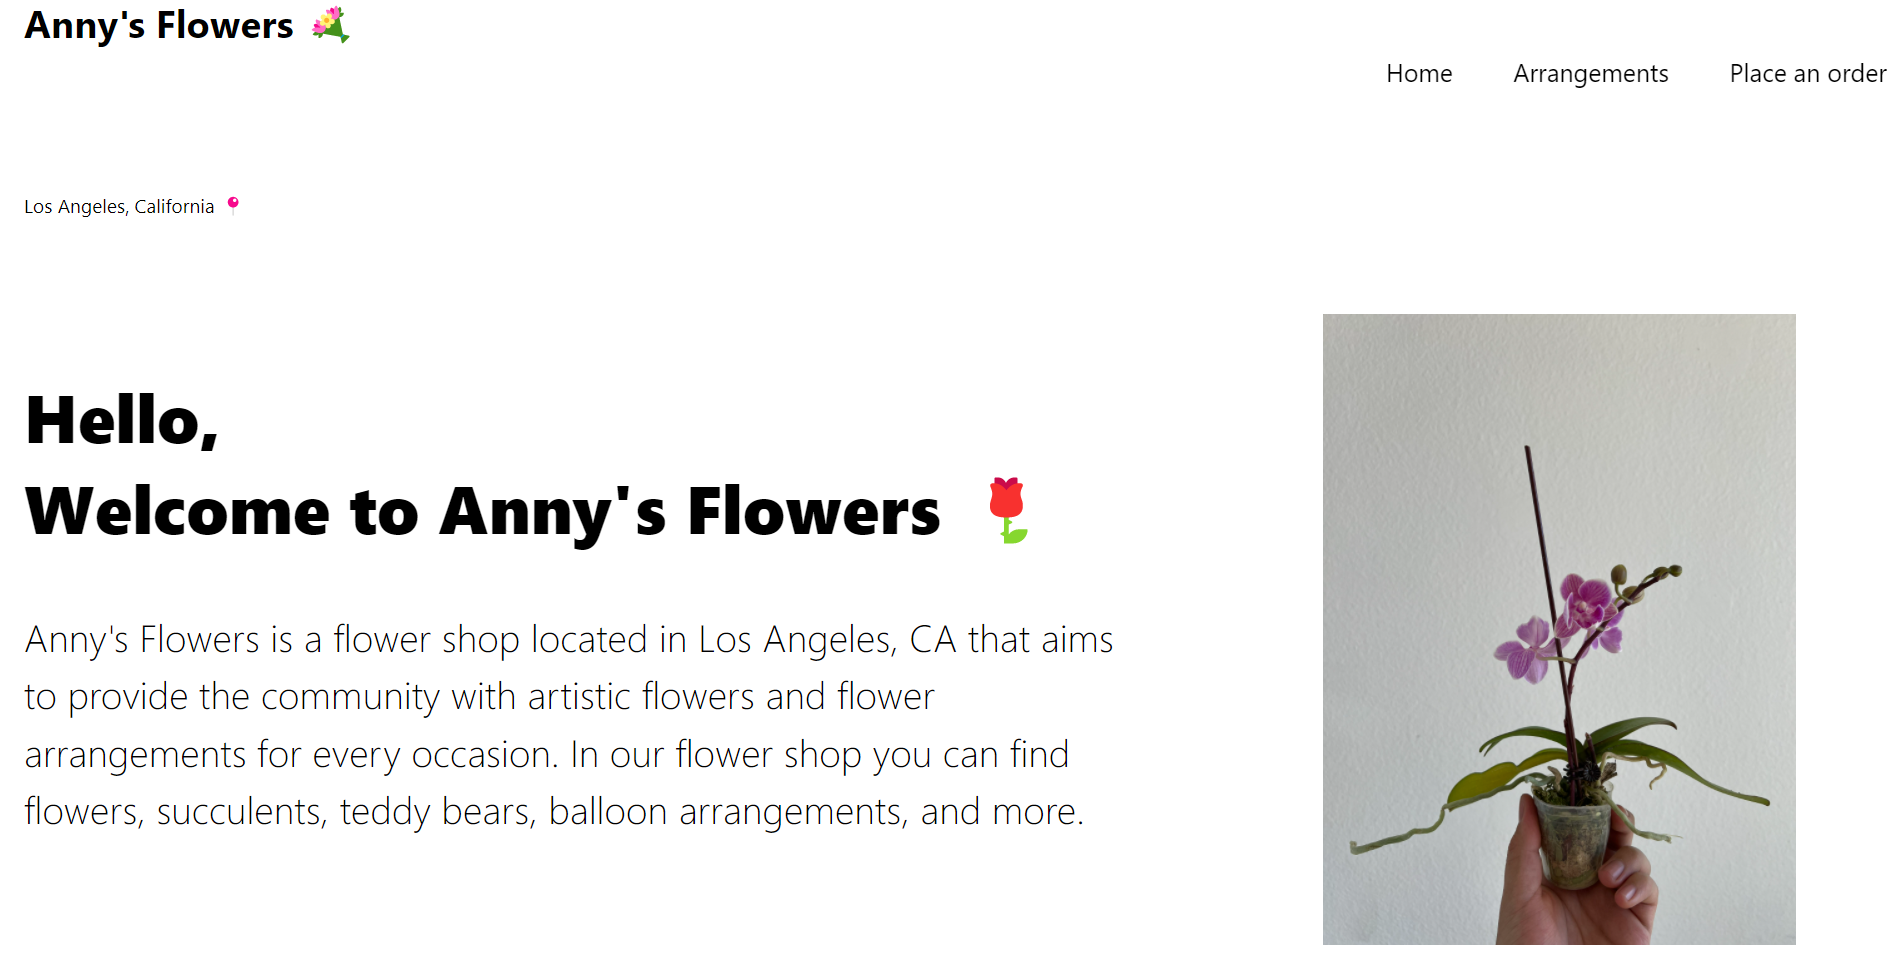 Anny's Flowers 💐
Home Arrangements Place an order
Los Angeles, California 📍
Hello,
Welcome to Anny's Flowers 🌹
Anny's Flowers is a flower shop located in Los Angeles, CA that aims
to provide the community with artistic flowers and flower
arrangements for every occasion. In our flower shop you can find
flowers, succulents, teddy bears, balloon arrangements, and more.